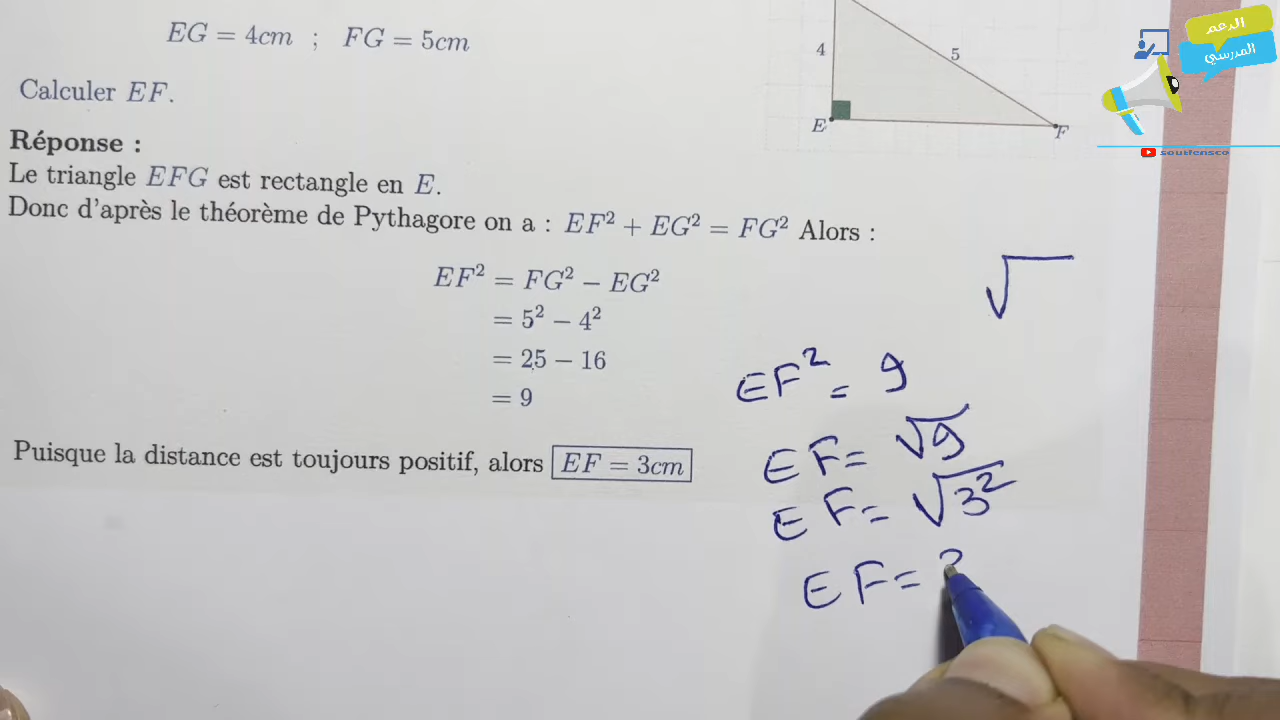 EG = 4cm ; FG = 5cm
Calculer EF.
Réponse :
Le triangle EFG est rectangle en E.
Donc d'après le théorème de Pythagore on a : EF² + EG² = FG² Alors :
EF² = FG² − EG²
= 5² − 4²
= 25 − 16
= 9
Puisque la distance est toujours positif, alors EF = 3cm
4
5
E
F
√
EF² = 9
EF = √9
EF = √3²
EF = 3
الدعم
المدرسي
soutiensco